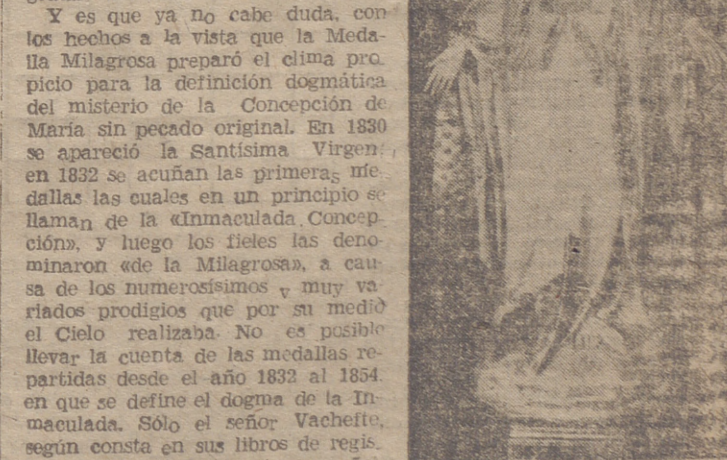 Y es que ya no cabe duda, con
los hechos a la vista que la Meda-
lla Milagrosa preparó el clima pro-
picio para la definición dogmática
del misterio de la Concepción de
María sin pecado original. En 1830
se apareció la Santísima Virgen;
en 1832 se acuñan las primeras me-
dallas las cuales en un principio se
llaman de la «Inmaculada Concep-
ción», y luego los fieles las deno-
minaron «de la Milagrosa», a cau-
sa de los numerosísimos y muy va-
riados prodigios que por su medio
el Cielo realizaba. No es posible
llevar la cuenta de las medallas re-
partidas desde el año 1832 al 1854
en que se define el dogma de la In-
maculada. Sólo el señor Vachette,
según consta en sus libros de regis-